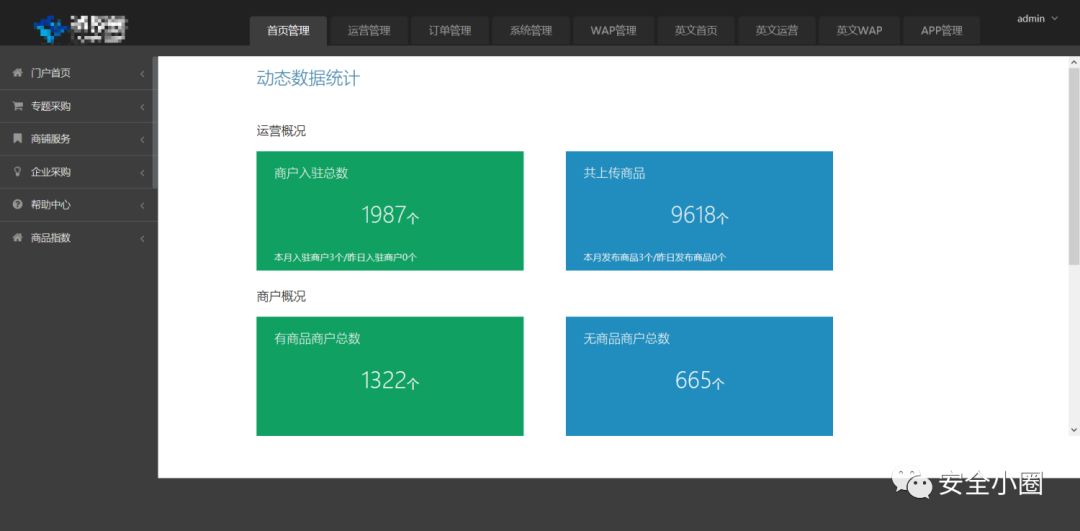 首页管理 运营管理 订单管理 系统管理 WAP管理 英文首页 英文运营 英文WAP APP管理 admin
门户首页
专题采购
商铺服务
企业采购
帮助中心
商品指数
动态数据统计
运营概况
商户入驻总数
1987个
本月入驻商户3个/昨日入驻商户0个
共上传商品
9618个
本月发布商品3个/昨日发布商品0个
商户概况
有商品商户总数
1322个
无商品商户总数
665个
安全小圈